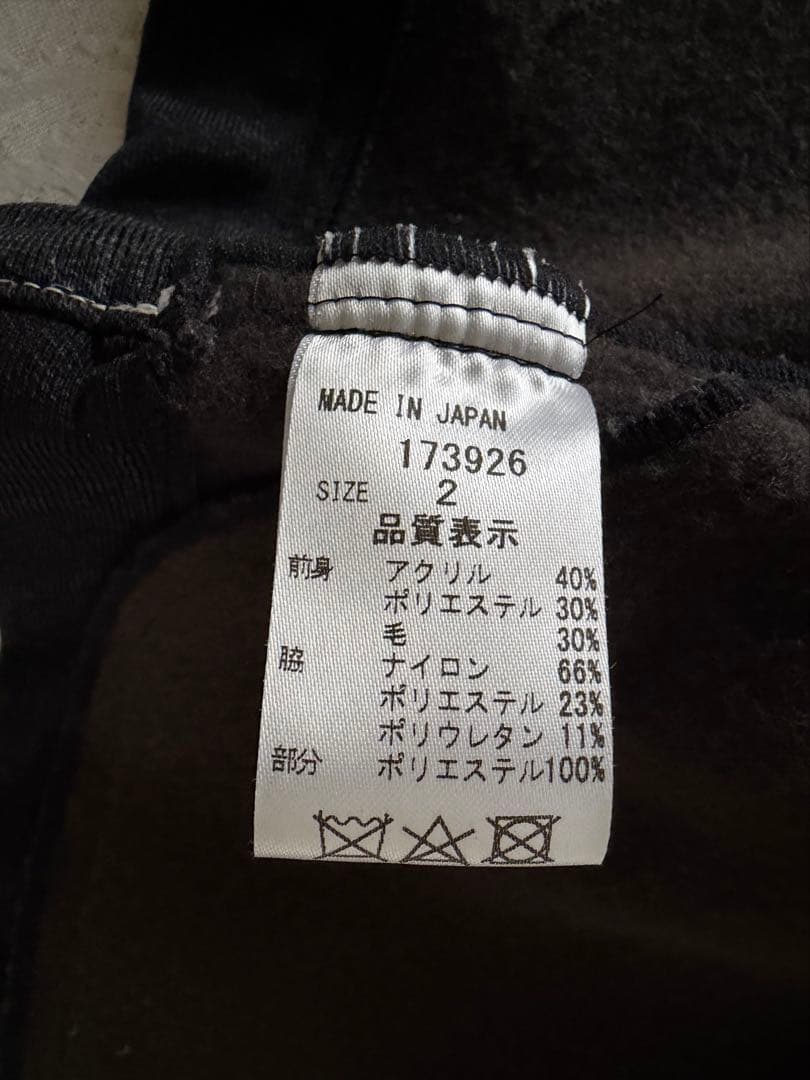 MADE IN JAPAN
173926
SIZE 2
品質表示
前身 アクリル 40%
ポリエステル 30%
毛 30%
脇 ナイロン 66%
ポリエステル 23%
ポリウレタン 11%
部分 ポリエステル100%